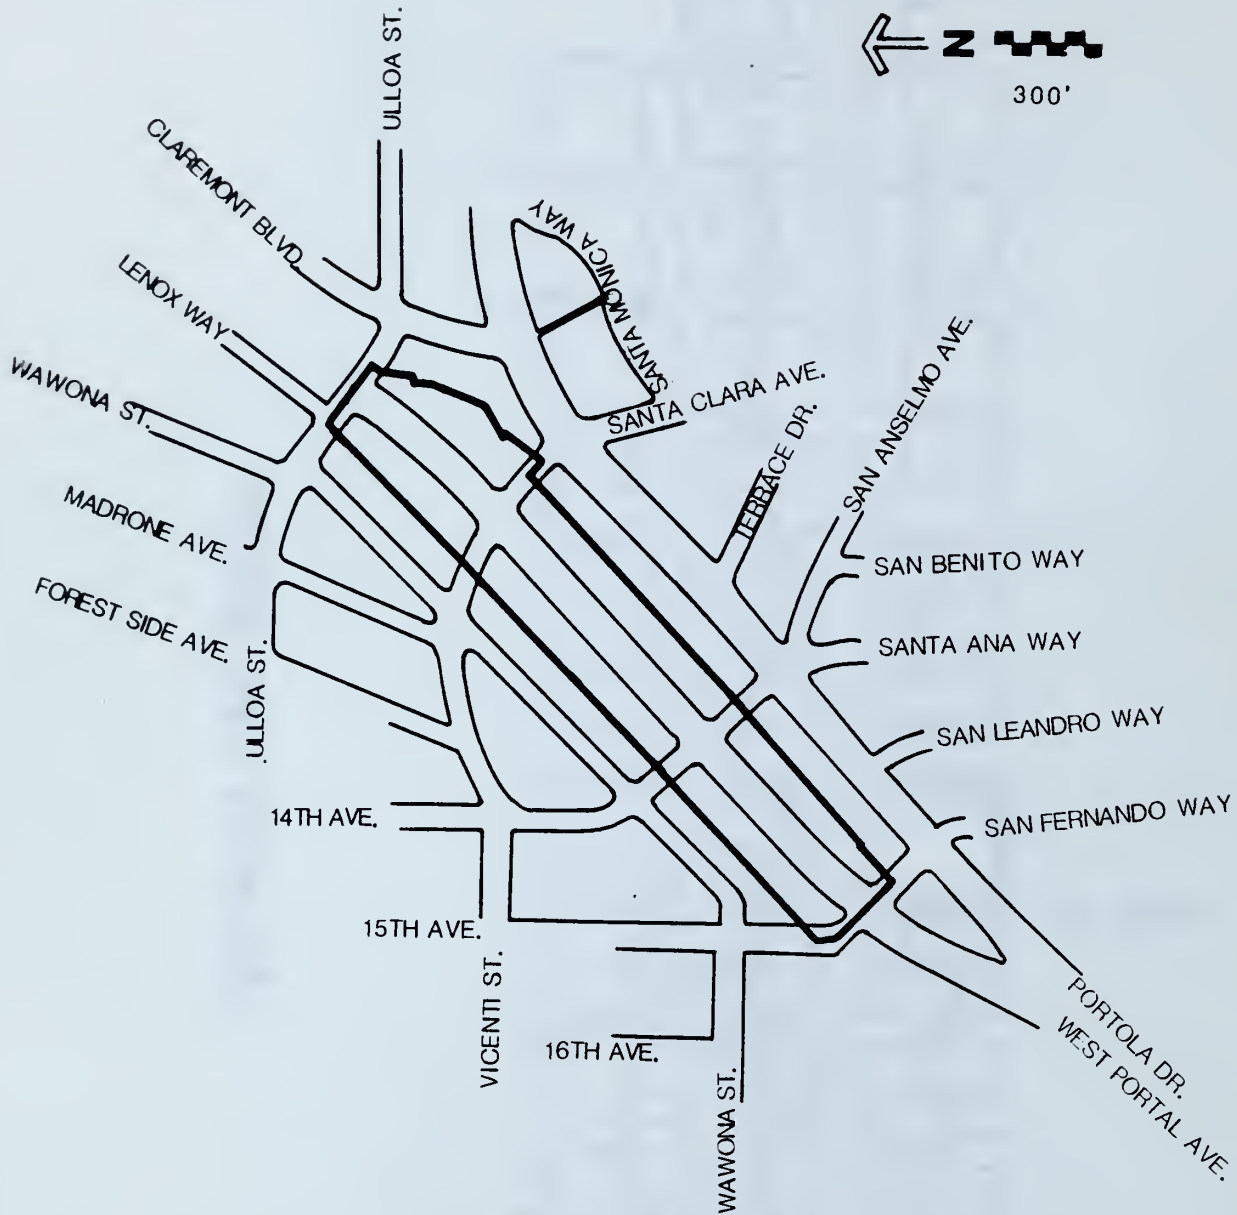 ULLOA ST.
N
300'
CLAREMONT BLVD.
LENOX WAY
WAWONA ST.
MADRONE AVE.
FOREST SIDE AVE.
ULLOA ST.
SANTA MONICA WAY
SANTA CLARA AVE.
TERRACE DR.
SAN ANSELMO AVE.
SAN BENITO WAY
SANTA ANA WAY
SAN LEANDRO WAY
SAN FERNANDO WAY
14TH AVE.
15TH AVE.
VICENTI ST.
16TH AVE.
WAWONA ST.
PORTOLA DR.
WEST PORTAL AVE.